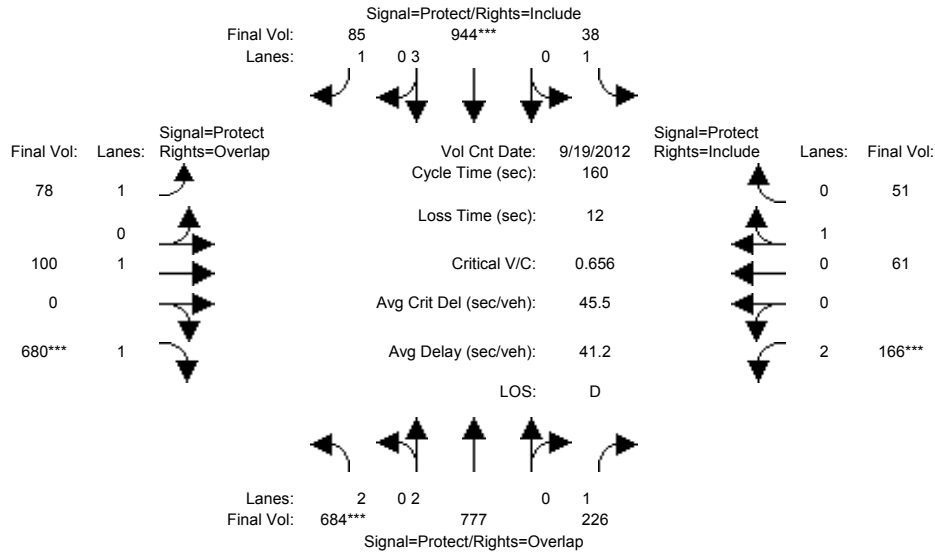 Signal=Protect/Rights=Include
Final Vol: 85 944*** 38
Lanes: 1 0 3 0 1
Signal=Protect Signal=Protect
Final Vol: Lanes: Rights=Overlap Vol Cnt Date: 9/19/2012 Rights=Include Lanes: Final Vol:
Cycle Time (sec): 160
78 1 0 51
Loss Time (sec): 12
0 1
100 1 Critical V/C: 0.656 0 61
0 Avg Crit Del (sec/veh): 45.5 0
680*** 1 Avg Delay (sec/veh): 41.2 2 166***
LOS: D
Lanes: 2 0 2 0 1
Final Vol: 684*** 777 226
Signal=Protect/Rights=Overlap